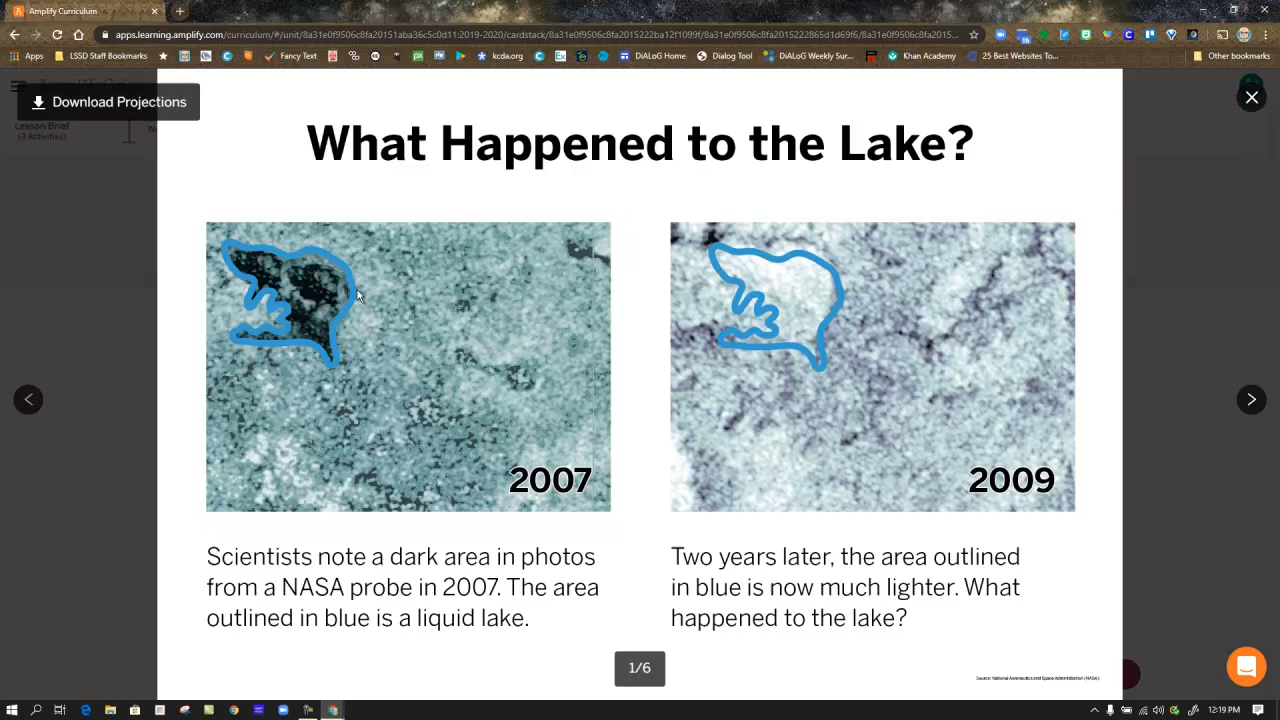 Amplify Curriculum
apps.learning.amplify.com/curriculum/#/unit/8a31e0f9506c8fa20151aba36c5c0d11:2019-2020/cardstack/8a31e0f9506c8fa2015222ba12f1099f/8a31e0f9506c8fa20152222865d1d69f6/8a31e0f9506c8fa2015...
Apps
LSSD Staff Bookmarks
Fancy
kcda.org
DiALoG Home
Dialog Tool
DiALoG Weekly Sur...
Khan Academy
25 Best Websites To...
Other bookmarks
Download Projections
Lesson Brief
(3 Activities)
What Happened to the Lake?
2007
2009
Scientists note a dark area in photos
from a NASA probe in 2007. The area
outlined in blue is a liquid lake.
Two years later, the area outlined
in blue is now much lighter. What
happened to the lake?
1/6
Source: National Aeronautics and Space Administration (NASA).
12:19 PM